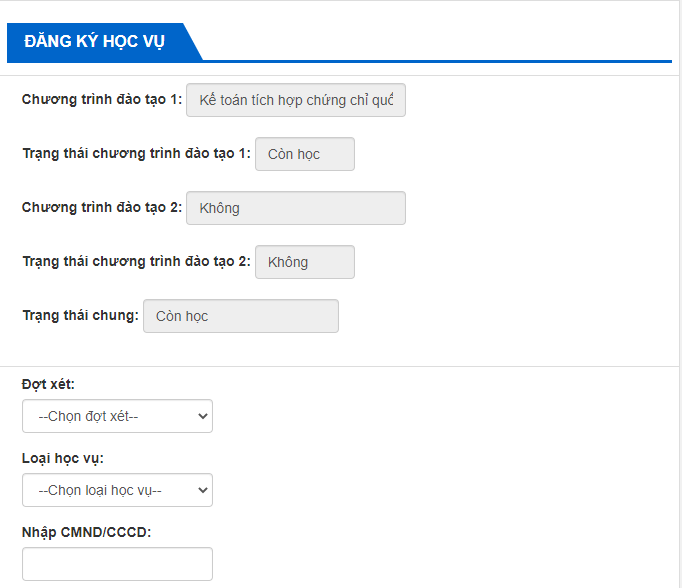 ĐĂNG KÝ HỌC VỤ
Chương trình đào tạo 1: Kế toán tích hợp chứng chỉ quố
Trạng thái chương trình đào tạo 1: Còn học
Chương trình đào tạo 2: Không
Trạng thái chương trình đào tạo 2: Không
Trạng thái chung: Còn học
Đợt xét:
--Chọn đợt xét--
Loại học vụ:
--Chọn loại học vụ--
Nhập CMND/CCCD: